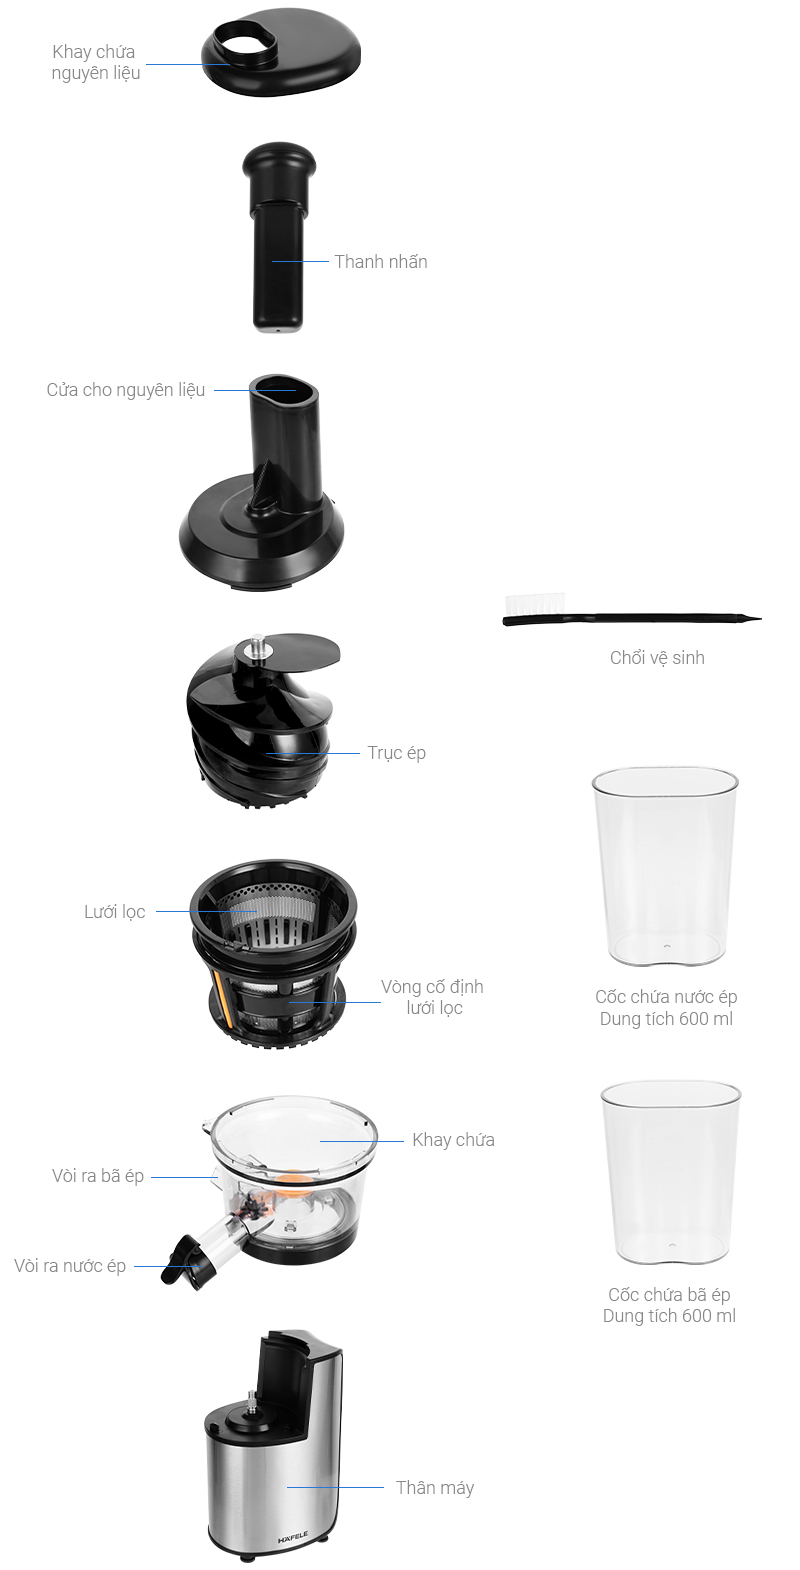 Khay chứa
nguyên liệu
Thanh nhấn
Cửa cho nguyên liệu
Chổi vệ sinh
Trục ép
Lưới lọc
Vòng cố định
lưới lọc
Cốc chứa nước ép
Dung tích 600 ml
Khay chứa
Vòi ra bã ép
Vòi ra nước ép
Cốc chứa bã ép
Dung tích 600 ml
Thân máy
HÄFELE